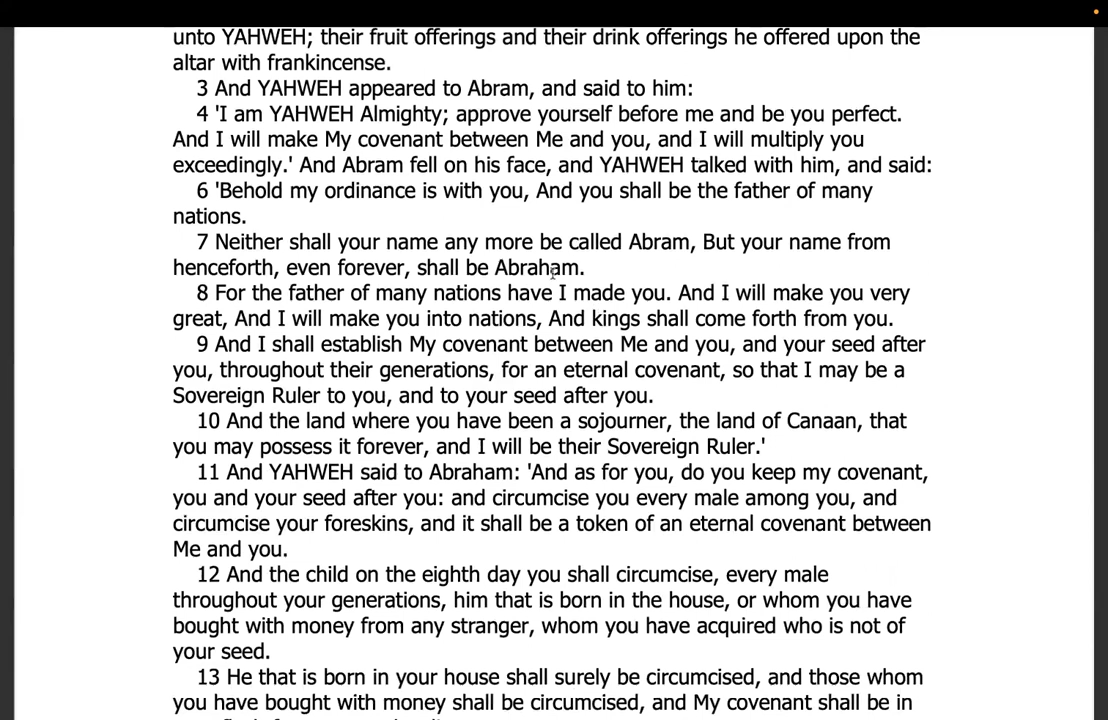 unto YAHWEH; their fruit offerings and their drink offerings he offered upon the
altar with frankincense.
3 And YAHWEH appeared to Abram, and said to him:
4 'I am YAHWEH Almighty; approve yourself before me and be you perfect.
And I will make My covenant between Me and you, and I will multiply you
exceedingly.' And Abram fell on his face, and YAHWEH talked with him, and said:
6 'Behold my ordinance is with you, And you shall be the father of many
nations.
7 Neither shall your name any more be called Abram, But your name from
henceforth, even forever, shall be Abraham.
8 For the father of many nations have I made you. And I will make you very
great, And I will make you into nations, And kings shall come forth from you.
9 And I shall establish My covenant between Me and you, and your seed after
you, throughout their generations, for an eternal covenant, so that I may be a
Sovereign Ruler to you, and to your seed after you.
10 And the land where you have been a sojourner, the land of Canaan, that
you may possess it forever, and I will be their Sovereign Ruler.'
11 And YAHWEH said to Abraham: 'And as for you, do you keep my covenant,
you and your seed after you: and circumcise you every male among you, and
circumcise your foreskins, and it shall be a token of an eternal covenant between
Me and you.
12 And the child on the eighth day you shall circumcise, every male
throughout your generations, him that is born in the house, or whom you have
bought with money from any stranger, whom you have acquired who is not of
your seed.
13 He that is born in your house shall surely be circumcised, and those whom
you have bought with money shall be circumcised, and My covenant shall be in